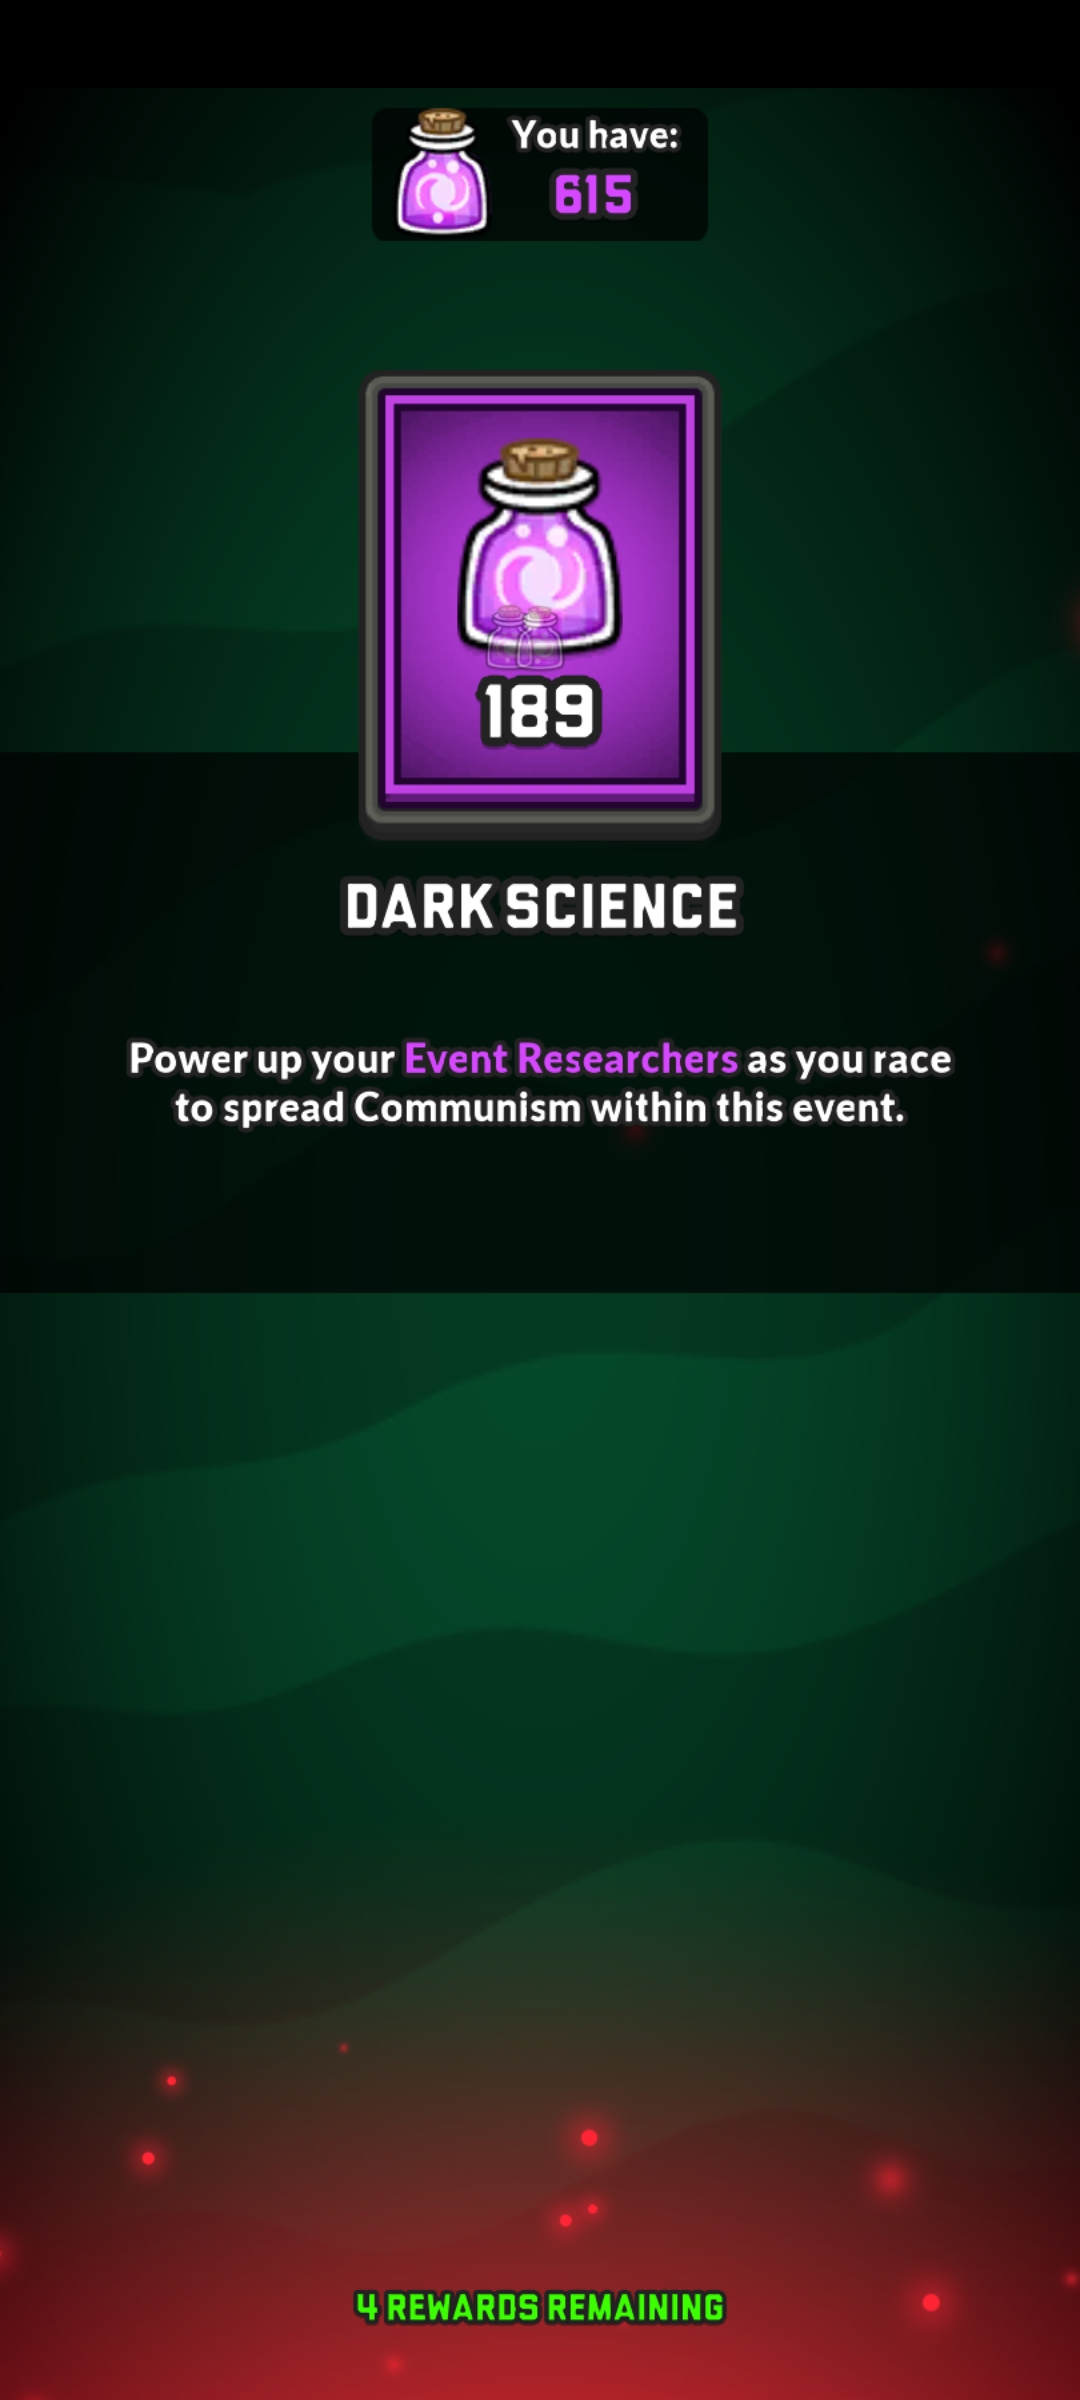 You have:
615
189
DARK SCIENCE
Power up your Event Researchers as you race
to spread Communism within this event.
4 REWARDS REMAINING